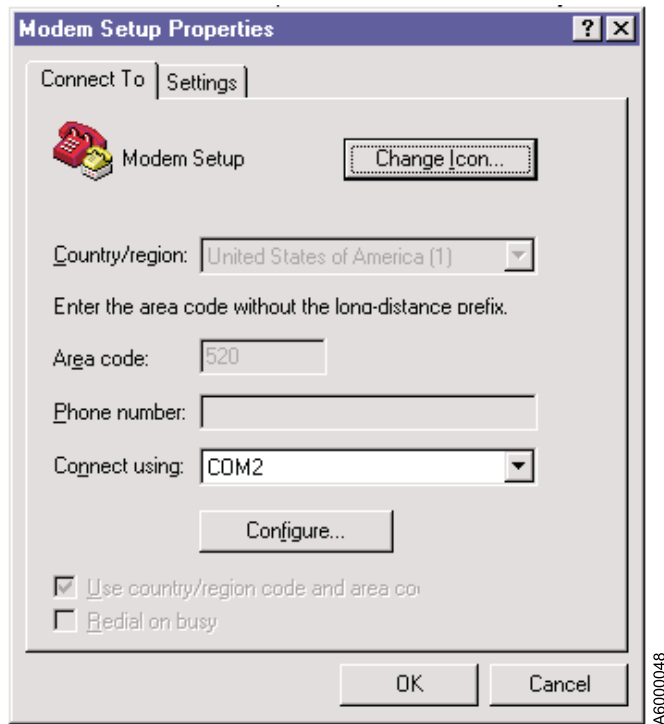 Modem Setup Properties
Connect To Settings
Modem Setup Change Icon...
Country/region: United States of America (1)
Enter the area code without the long-distance prefix.
Area code: 520
Phone number:
Connect using: COM2
Configure...
Use country/region code and area co
Redial on busy
OK Cancel
A6000048